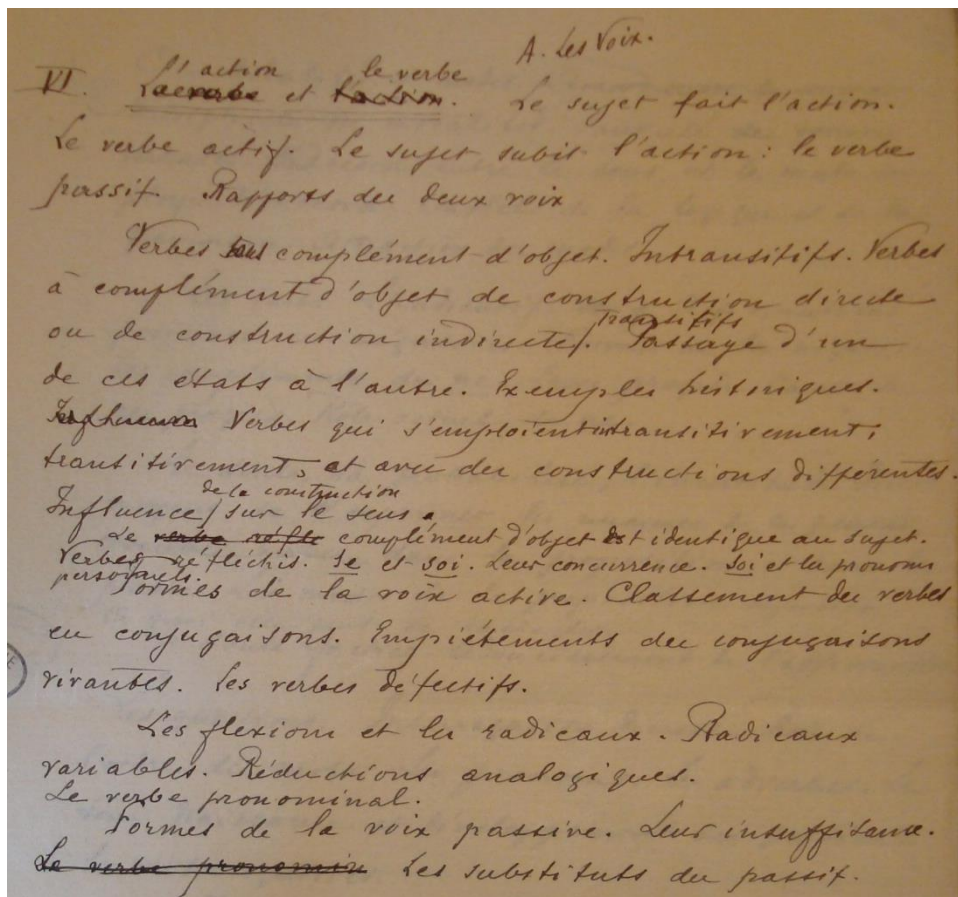 A. Les Voix.
l'action le verbe
VI. Le verbe et l'action. Le sujet fait l'action.
Le verbe actif. Le sujet subit l'action : le verbe
passif. Rapports des deux voix
Verbes sans complément d'objet. Intransitifs. Verbes
à complément d'objet de construction directe
transitifs
ou de construction indirecte. Passage d'un
de ces états à l'autre. Exemples historiques.
Influence Verbes qui s'emploient intransitivement,
transitivement, et avec des constructions différentes.
de la construction
Influence sur le sens.
Le verbe réfle complément d'objet est identique au sujet.
Verbes réfléchis. Se et soi. Leur concurrence. Soi et les pronoms
personnels.
Formes de la voix active. Classement des verbes
en conjugaisons. Empiétements des conjugaisons
vivantes. Les verbes défectifs.
Les flexions et les radicaux. Radicaux
variables. Réductions analogiques.
Le verbe pronominal.
Formes de la voix passive. Leur insuffisance.
Le verbe pronomin Les substituts du passif.